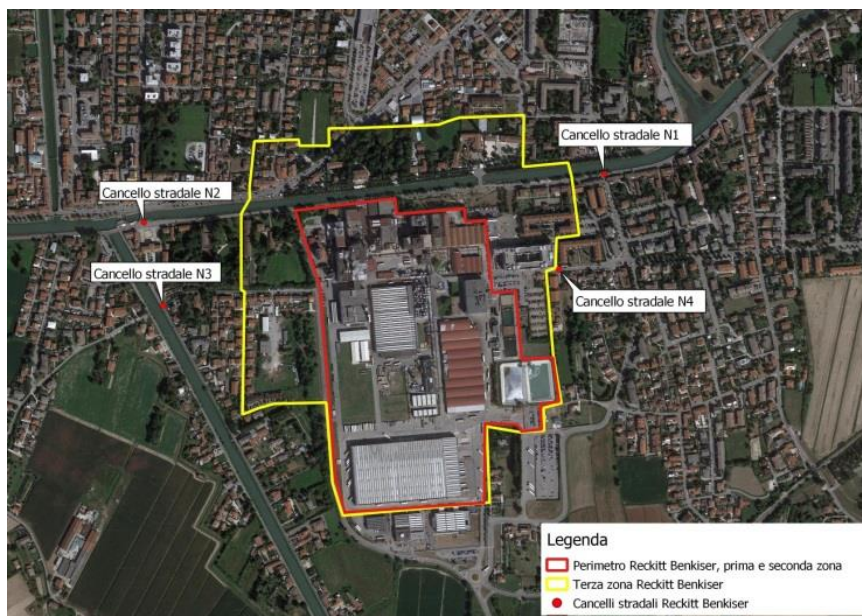 Cancello stradale N1
Cancello stradale N2
Cancello stradale N3
Cancello stradale N4
Legenda
Perimetro Reckitt Benkiser, prima e seconda zona
Terza zona Reckitt Benkiser
Cancelli stradali Reckitt Benkiser